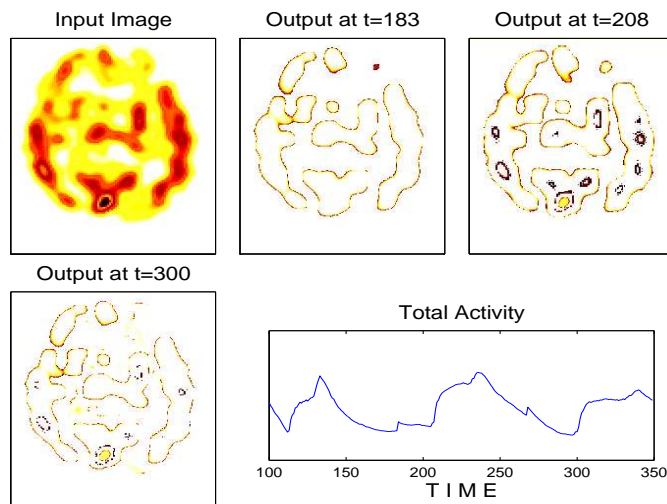 Input Image
Output at t=183
Output at t=208
Output at t=300
Total Activity
100 150 200 250 300 350
T I M E